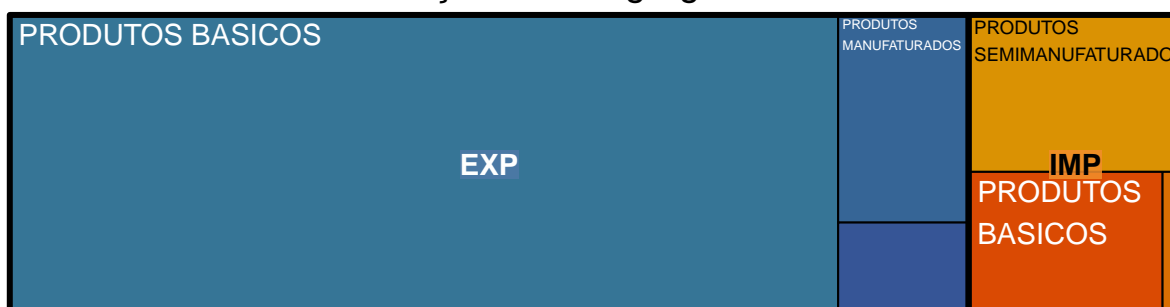 PRODUTOS BASICOS
PRODUTOS
MANUFATURADOS
PRODUTOS
SEMIMANUFATURADO
EXP
IMP
PRODUTOS
BASICOS